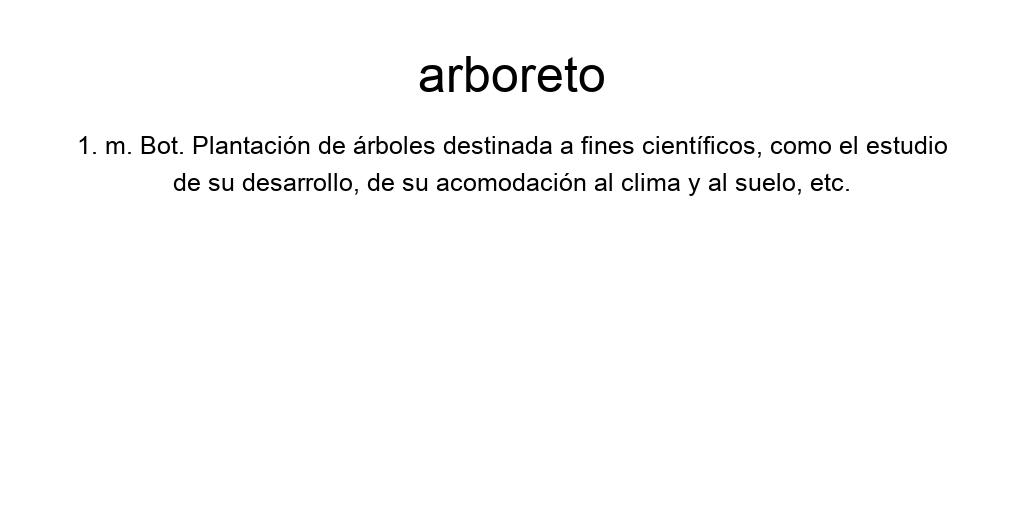 arboreto
1. m. Bot. Plantación de árboles destinada a fines científicos, como el estudio
de su desarrollo, de su acomodación al clima y al suelo, etc.